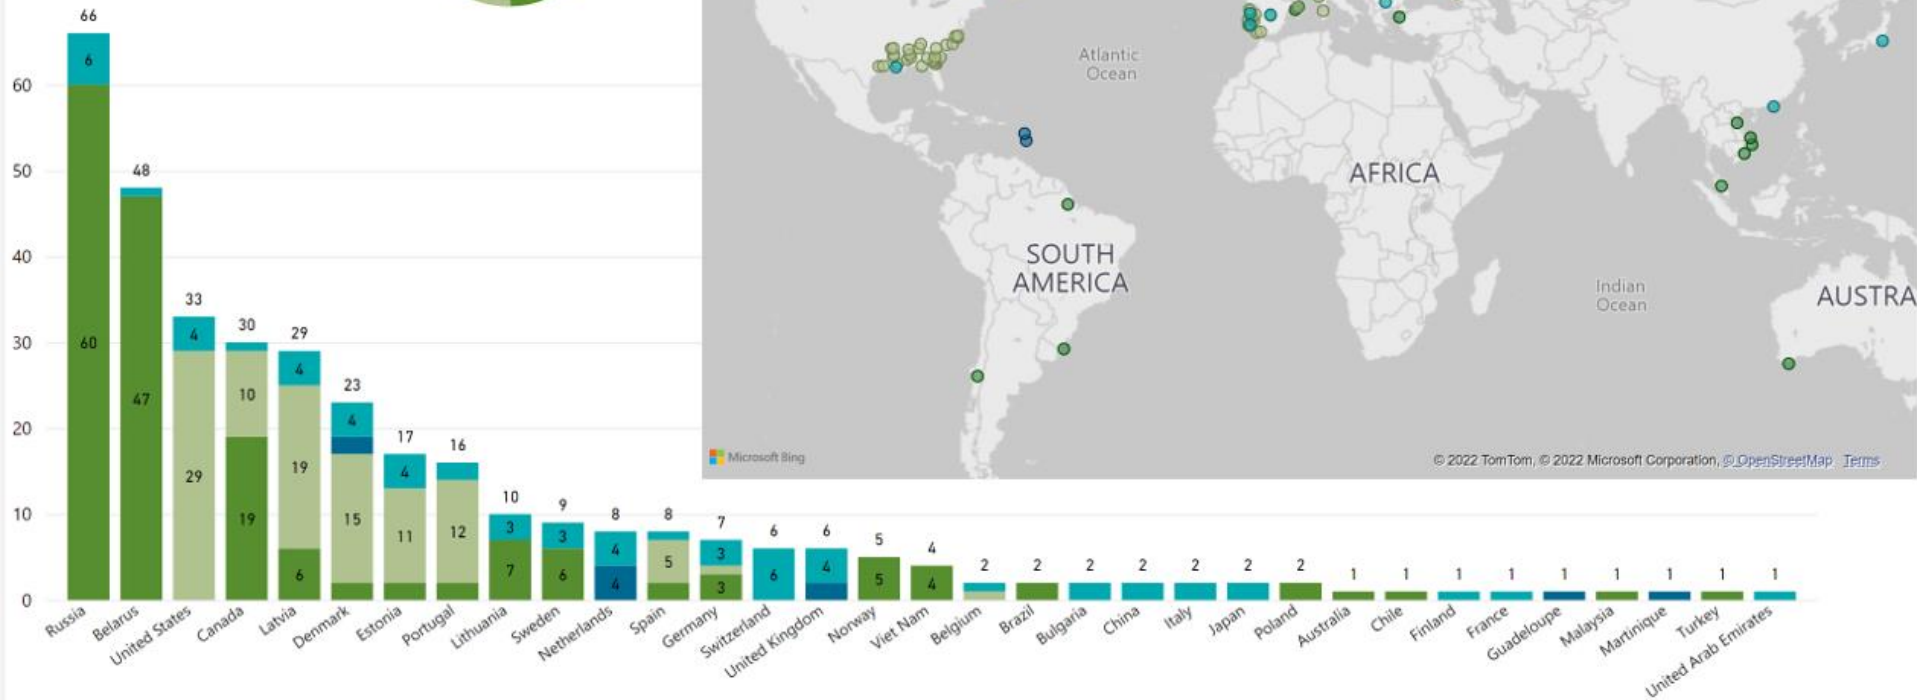 66
6
60
60
50
40
30
20
10
0
48
47
33
4
29
30
10
19
29
4
19
6
23
4
15
17
4
11
16
12
10
3
7
9
3
6
8
4
4
8
5
7
3
3
6
6
6
4
5
5
4
4
2
2
2
2
2
2
2
1
1
1
1
1
1
1
1
1
Russia
Belarus
United States
Canada
Latvia
Denmark
Estonia
Portugal
Lithuania
Sweden
Netherlands
Spain
Germany
Switzerland
United Kingdom
Norway
Viet Nam
Belgium
Brazil
Bulgaria
China
Italy
Japan
Poland
Australia
Chile
Finland
France
Guadeloupe
Malaysia
Martinique
Turkey
United Arab Emirates
Atlantic
Ocean
AFRICA
SOUTH
AMERICA
Indian
Ocean
AUSTRA
Microsoft Bing
© 2022 TomTom, © 2022 Microsoft Corporation, © OpenStreetMap Terms